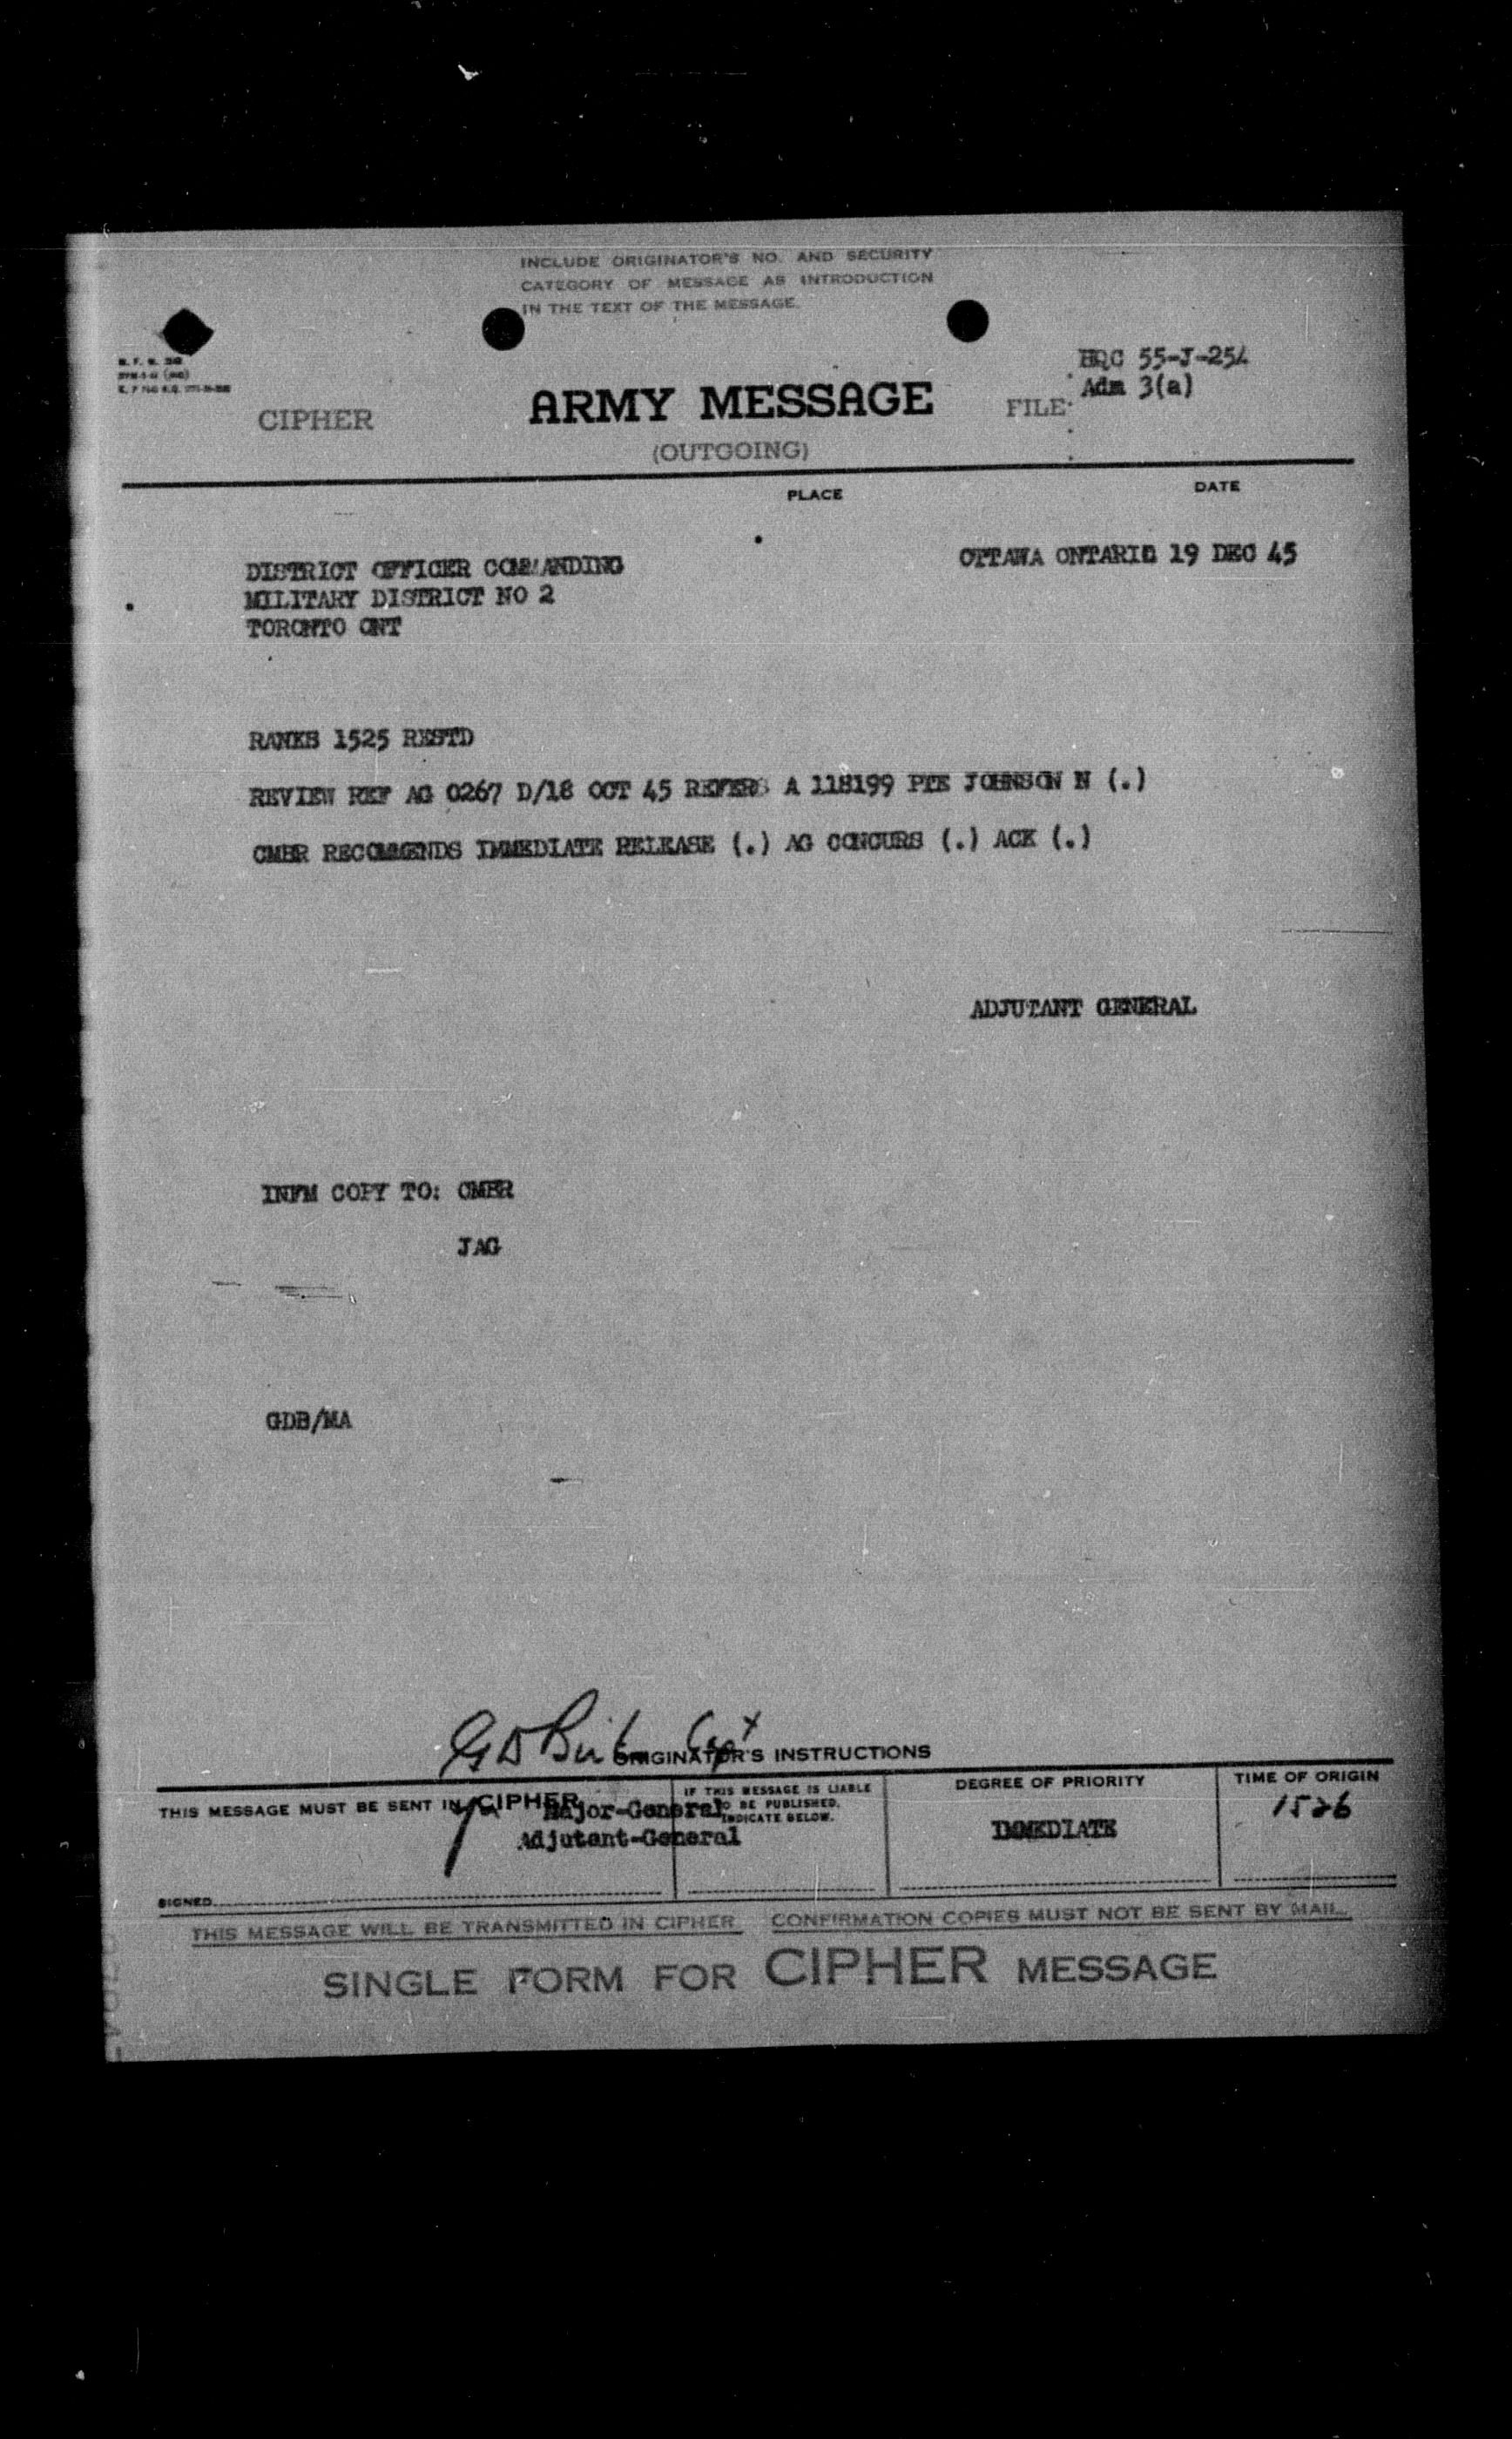 INCLUDE ORIGINATOR'S NO. AND SECURITY
CATEGORY OF MESSAGE AS INTRODUCTION
IN THE TEXT OF THE MESSAGE.
HQC 55-J-254
Adm 3(a)
CIPHER
ARMY MESSAGE
FILE
(OUTGOING)
PLACE
DATE
DISTRICT OFFICER COMMANDING
OTTAWA ONTARIO 19 DEC 45
MILITARY DISTRICT NO 2
TORONTO ONT
RANKS 1525 RESTD
REVIEW REF AG 0267 D/18 OCT 45 REFERS A 118199 PTE JOHNSON N (.)
CMBR RECOMMENDS IMMEDIATE RELEASE (.) AG CONCURS (.) ACK (.)
ADJUTANT GENERAL
INFM COPY TO: CMBR
JAG
GDB/MA
Capt
ORIGINATOR'S INSTRUCTIONS
THIS MESSAGE MUST BE SENT IN CIPHER
IF THIS MESSAGE IS LIABLE
TO BE PUBLISHED,
INDICATE BELOW.
DEGREE OF PRIORITY
TIME OF ORIGIN
Major-General
Adjutant-General
IMMEDIATE
1526
SIGNED
THIS MESSAGE WILL BE TRANSMITTED IN CIPHER CONFIRMATION COPIES MUST NOT BE SENT BY MAIL
SINGLE FORM FOR CIPHER MESSAGE